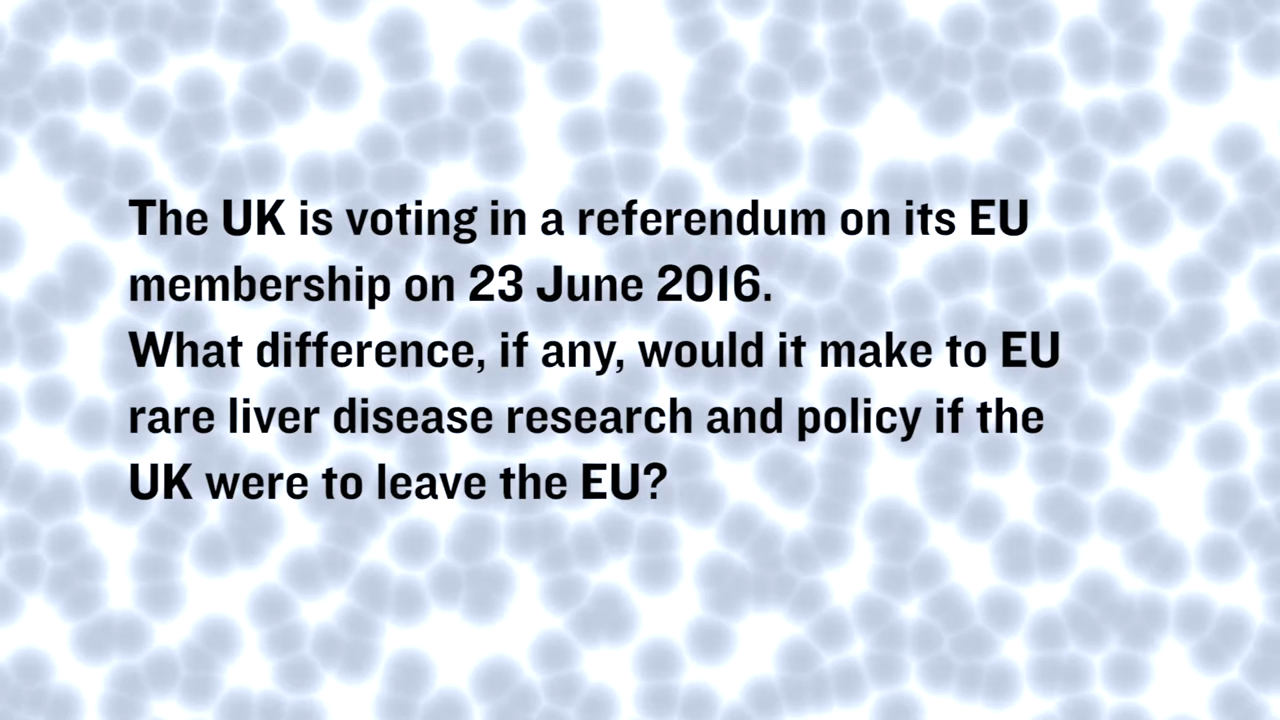 The UK is voting in a referendum on its EU
membership on 23 June 2016.
What difference, if any, would it make to EU
rare liver disease research and policy if the
UK were to leave the EU?